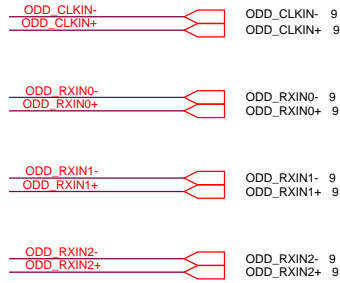 ODD_CLKIN- ODD_CLKIN- 9
ODD_CLKIN+ ODD_CLKIN+ 9
ODD_RXIN0- ODD_RXIN0- 9
ODD_RXIN0+ ODD_RXIN0+ 9
ODD_RXIN1- ODD_RXIN1- 9
ODD_RXIN1+ ODD_RXIN1+ 9
ODD_RXIN2- ODD_RXIN2- 9
ODD_RXIN2+ ODD_RXIN2+ 9